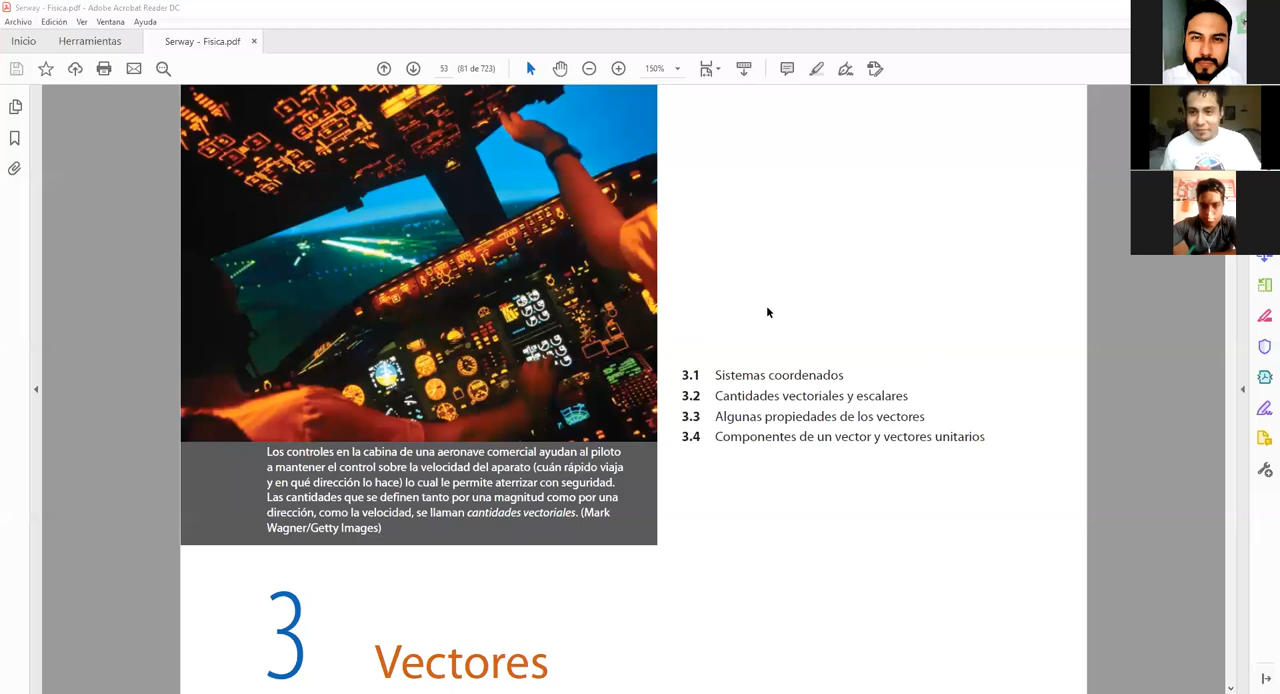 Serway - Fisica.pdf - Adobe Acrobat Reader DC
Archivo Edición Ver Ventana Ayuda
Inicio Herramientas Serway - Fisica.pdf ×
53 (81 de 723) 150%
3.1 Sistemas coordenados
3.2 Cantidades vectoriales y escalares
3.3 Algunas propiedades de los vectores
3.4 Componentes de un vector y vectores unitarios
Los controles en la cabina de una aeronave comercial ayudan al piloto
a mantener el control sobre la velocidad del aparato (cuán rápido viaja
y en qué dirección lo hace) lo cual le permite aterrizar con seguridad.
Las cantidades que se definen tanto por una magnitud como por una
dirección, como la velocidad, se llaman cantidades vectoriales. (Mark
Wagner/Getty Images)
3 Vectores